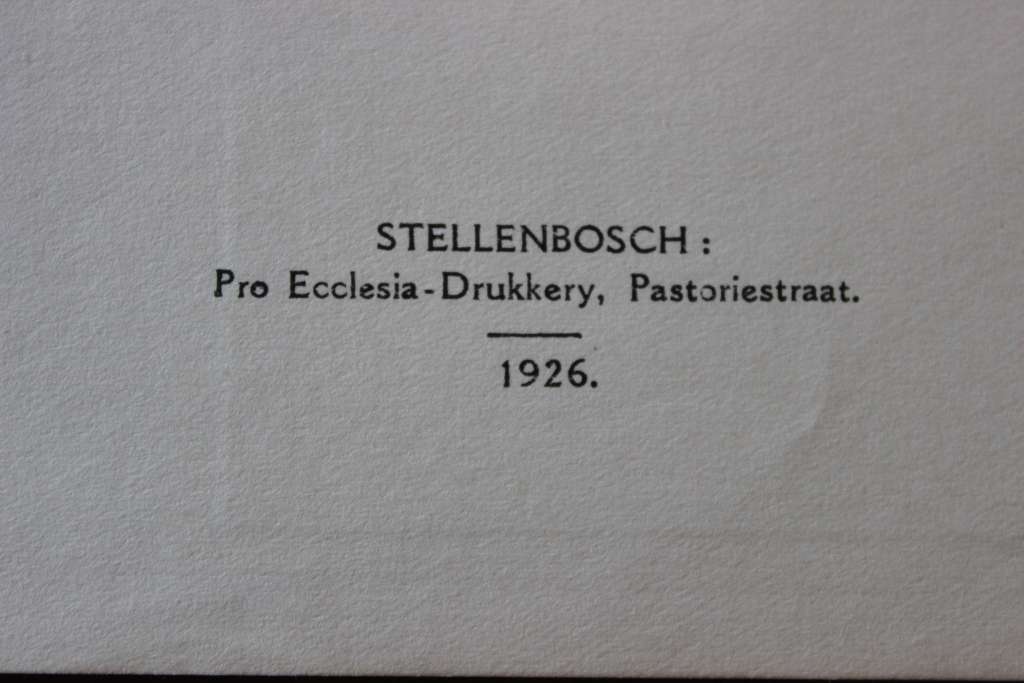 STELLENBOSCH :
Pro Ecclesia-Drukkery, Pastoriestraat.
1926.